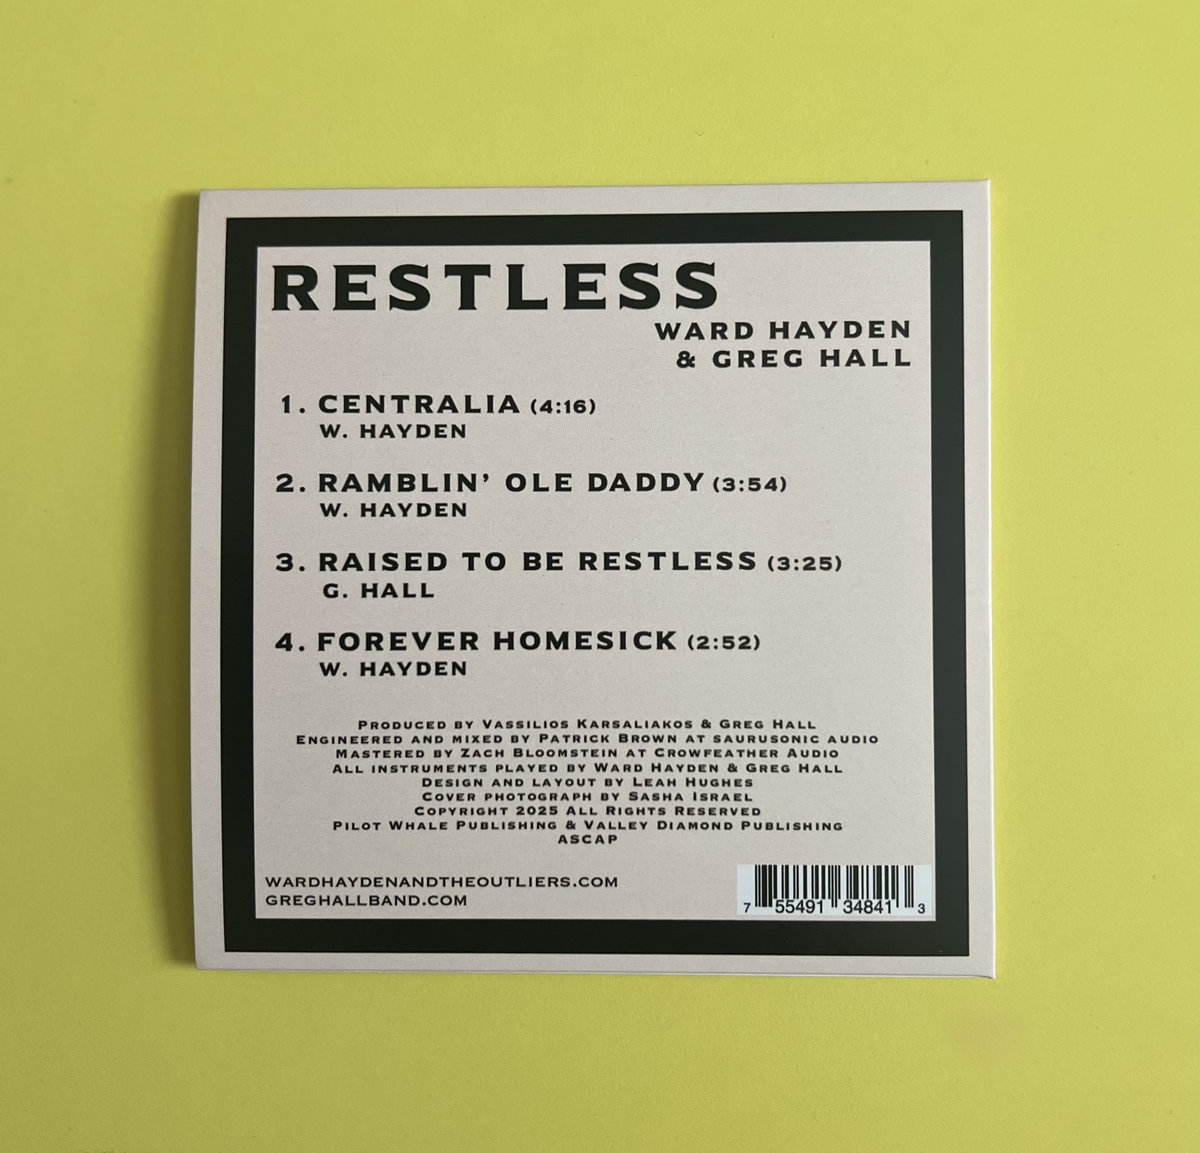 RESTLESS
WARD HAYDEN
& GREG HALL
1. CENTRALIA (4:16)
W. HAYDEN
2. RAMBLIN' OLE DADDY (3:54)
W. HAYDEN
3. RAISED TO BE RESTLESS (3:25)
G. HALL
4. FOREVER HOMESICK (2:52)
W. HAYDEN
PRODUCED BY VASSILIOS KARSALIAKOS & GREG HALL
ENGINEERED AND MIXED BY PATRICK BROWN AT SAURUSONIC AUDIO
MASTERED BY ZACH BLOOMSTEIN AT CROWFEATHER AUDIO
ALL INSTRUMENTS PLAYED BY WARD HAYDEN & GREG HALL
DESIGN AND LAYOUT BY LEAH HUGHES
COVER PHOTOGRAPH BY SASHA ISRAEL
COPYRIGHT 2025 ALL RIGHTS RESERVED
PILOT WHALE PUBLISHING & VALLEY DIAMOND PUBLISHING
ASCAP
WARDHAYDENANDTHEOUTLIERS.COM
GREGHALLBAND.COM
7 55491 34841 3